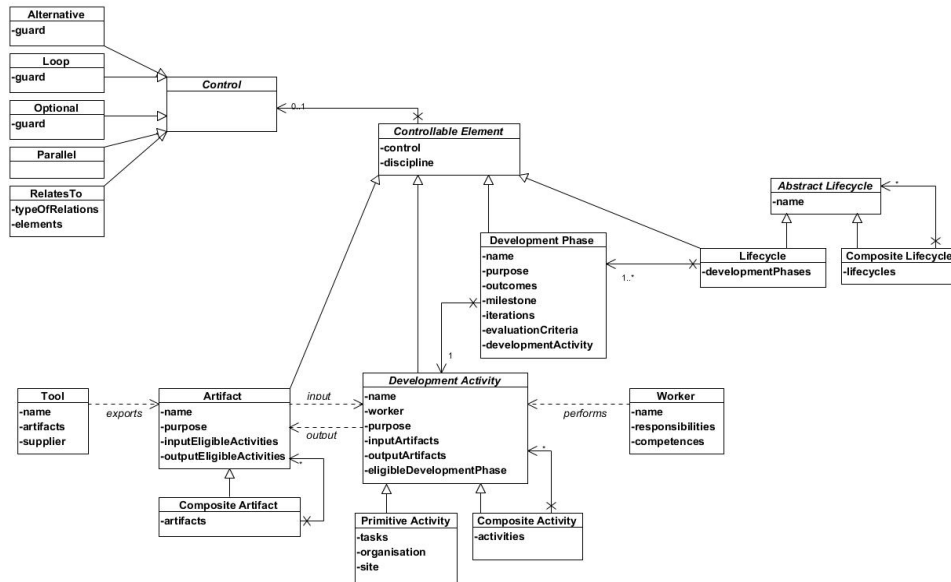 Alternative
-guard
Loop
-guard
Optional
-guard
Parallel
RelatesTo
-typeOfRelations
-elements
Control
0..1
Controllable Element
-control
-discipline
Abstract Lifecycle
-name
*
Development Phase
-name
-purpose
-outcomes
-milestone
-iterations
-evaluationCriteria
-developmentActivity
1..*
Lifecycle
-developmentPhases
Composite Lifecycle
-lifecycles
1
Tool
-name
-artifacts
-supplier
exports
Artifact
-name
-purpose
-inputEligibleActivities
-outputEligibleActivities
*
input
output
Development Activity
-name
-worker
-purpose
-inputArtifacts
-outputArtifacts
-eligibleDevelopmentPhase
*
performs
Worker
-name
-responsibilities
-competences
Composite Artifact
-artifacts
Primitive Activity
-tasks
-organisation
-site
Composite Activity
-activities